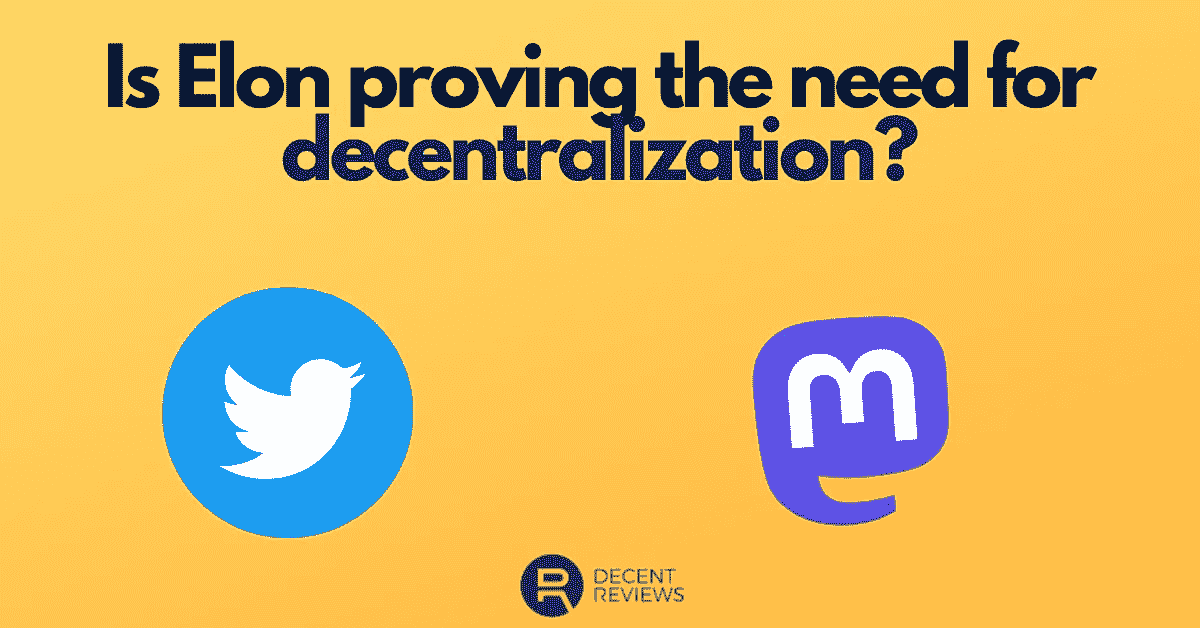 Is Elon proving the need for
decentralization?
m
DECENT
REVIEWS